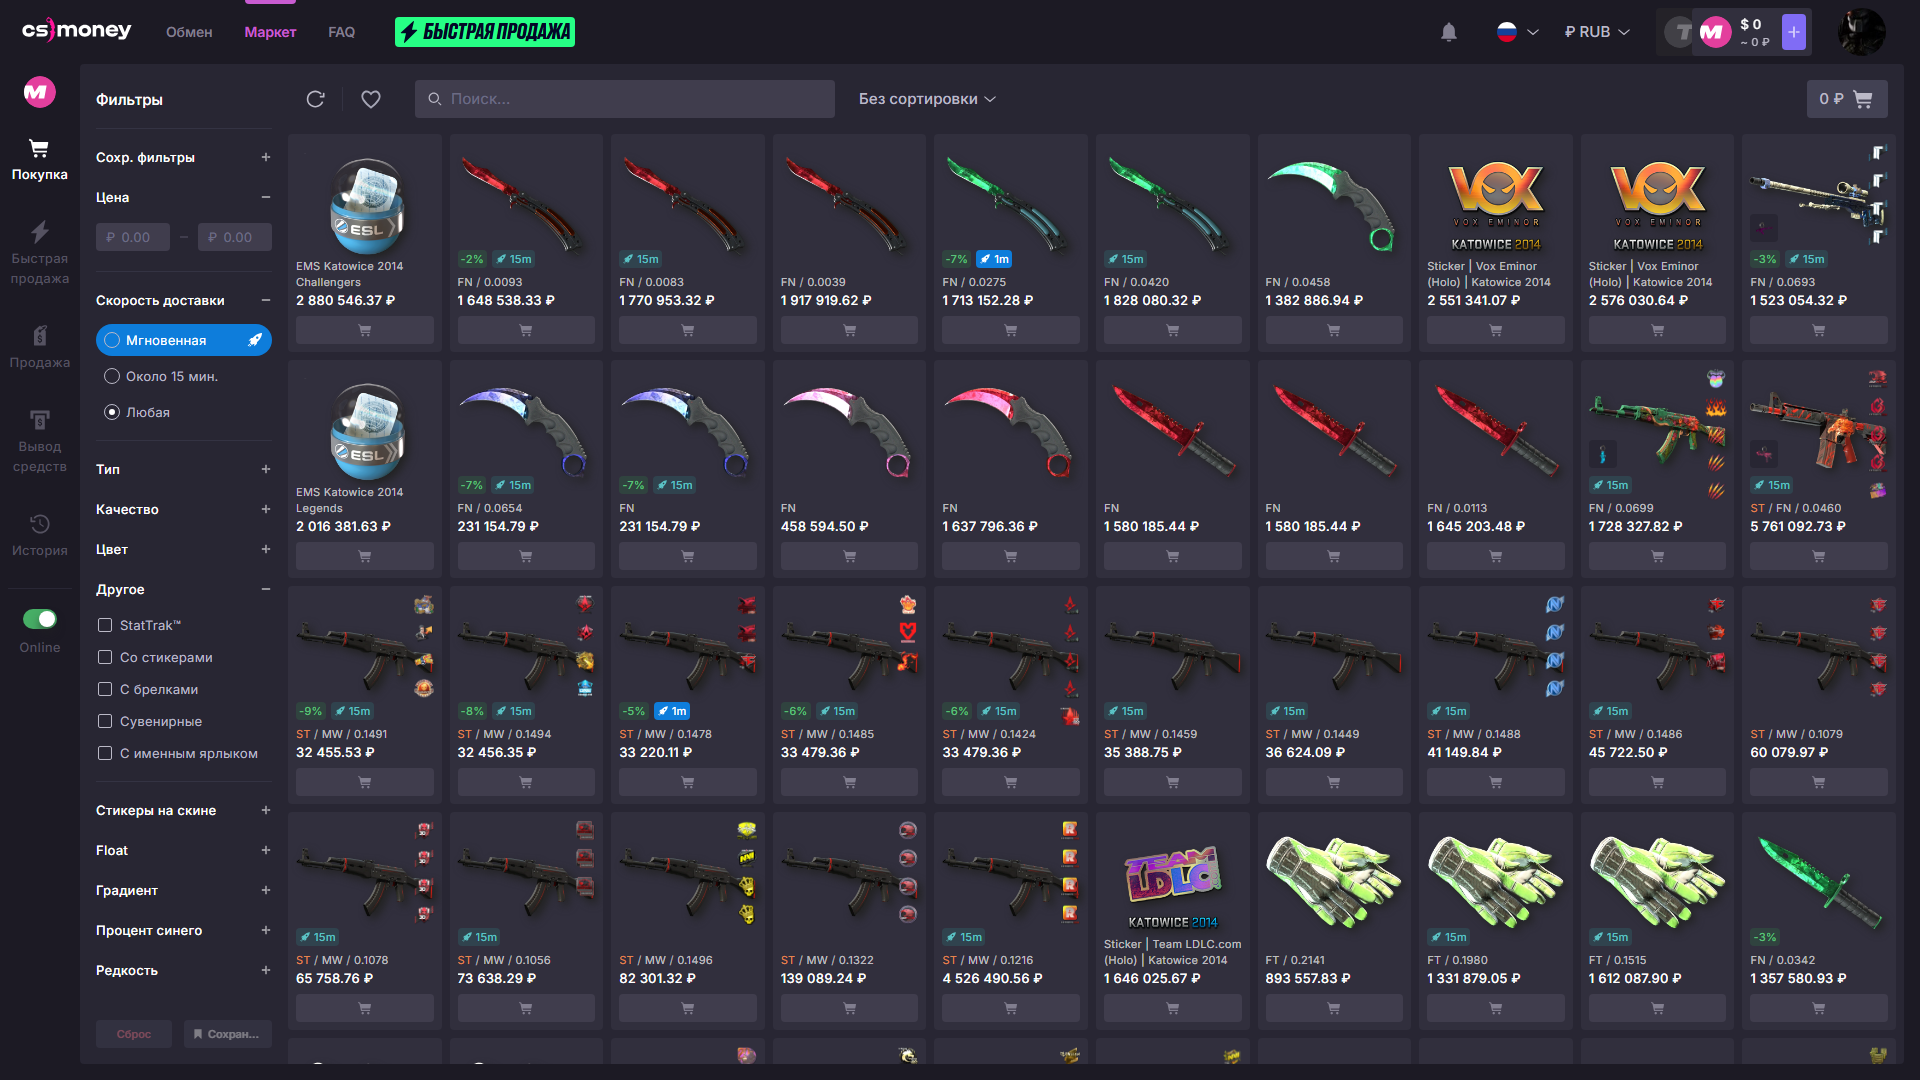 cs money
Обмен
Маркет
FAQ
БЫСТРАЯ ПРОДАЖА
₽ RUB
$ 0
~ 0 ₽
Покупка
Быстрая
продажа
Продажа
Вывод
средств
История
Online
Фильтры
Поиск...
Без сортировки
0 ₽
Сохр. фильтры
Цена
₽ 0.00 – ₽ 0.00
Скорость доставки
Мгновенная
Около 15 мин.
Любая
Тип
Качество
Цвет
Другое
StatTrak™
Со стикерами
С брелками
Сувенирные
С именным ярлыком
Стикеры на скине
Float
Градиент
Процент синего
Редкость
Сброс
Сохран...
ESL
EMS Katowice 2014
Challengers
2 880 546.37 ₽
-2% 15m
FN / 0.0093
1 648 538.33 ₽
15m
FN / 0.0083
1 770 953.32 ₽
FN / 0.0039
1 917 919.62 ₽
-7% 1m
FN / 0.0275
1 713 152.28 ₽
15m
FN / 0.0420
1 828 080.32 ₽
FN / 0.0458
1 382 886.94 ₽
VOX
VOX EMINOR
KATOWICE 2014
Sticker | Vox Eminor
(Holo) | Katowice 2014
2 551 341.07 ₽
VOX
VOX EMINOR
KATOWICE 2014
Sticker | Vox Eminor
(Holo) | Katowice 2014
2 576 030.64 ₽
-3% 15m
FN / 0.0693
1 523 054.32 ₽
ESL
EMS Katowice 2014
Legends
2 016 381.63 ₽
-7% 15m
FN / 0.0654
231 154.79 ₽
-7% 15m
FN
231 154.79 ₽
FN
458 594.50 ₽
FN
1 637 796.36 ₽
FN
1 580 185.44 ₽
FN
1 580 185.44 ₽
FN / 0.0113
1 645 203.48 ₽
15m
FN / 0.0699
1 728 327.82 ₽
15m
ST / FN / 0.0460
5 761 092.73 ₽
-9% 15m
ST / MW / 0.1491
32 455.53 ₽
-8% 15m
ST / MW / 0.1494
32 456.35 ₽
-5% 1m
ST / MW / 0.1478
33 220.11 ₽
-6% 15m
ST / MW / 0.1485
33 479.36 ₽
-6% 15m
ST / MW / 0.1424
33 479.36 ₽
15m
ST / MW / 0.1459
35 388.75 ₽
15m
ST / MW / 0.1449
36 624.09 ₽
15m
ST / MW / 0.1488
41 149.84 ₽
15m
ST / MW / 0.1486
45 722.50 ₽
ST / MW / 0.1079
60 079.97 ₽
15m
ST / MW / 0.1078
65 758.76 ₽
15m
ST / MW / 0.1056
73 638.29 ₽
ST / MW / 0.1496
82 301.32 ₽
ST / MW / 0.1322
139 089.24 ₽
15m
ST / MW / 0.1216
4 526 490.56 ₽
TEAM
LDLC
KATOWICE 2014
Sticker | Team LDLC.com
(Holo) | Katowice 2014
1 646 025.67 ₽
FT / 0.2141
893 557.83 ₽
15m
FT / 0.1980
1 331 879.05 ₽
15m
FT / 0.1515
1 612 087.90 ₽
-3%
FN / 0.0342
1 357 580.93 ₽